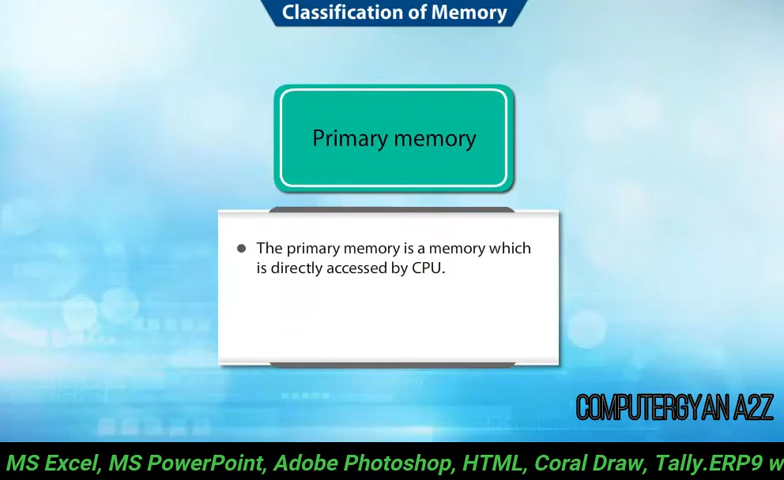 Classification of Memory
Primary memory
● The primary memory is a memory which
is directly accessed by CPU.
COMPUTERGYAN A2Z
MS Excel, MS PowerPoint, Adobe Photoshop, HTML, Coral Draw, Tally.ERP9 w